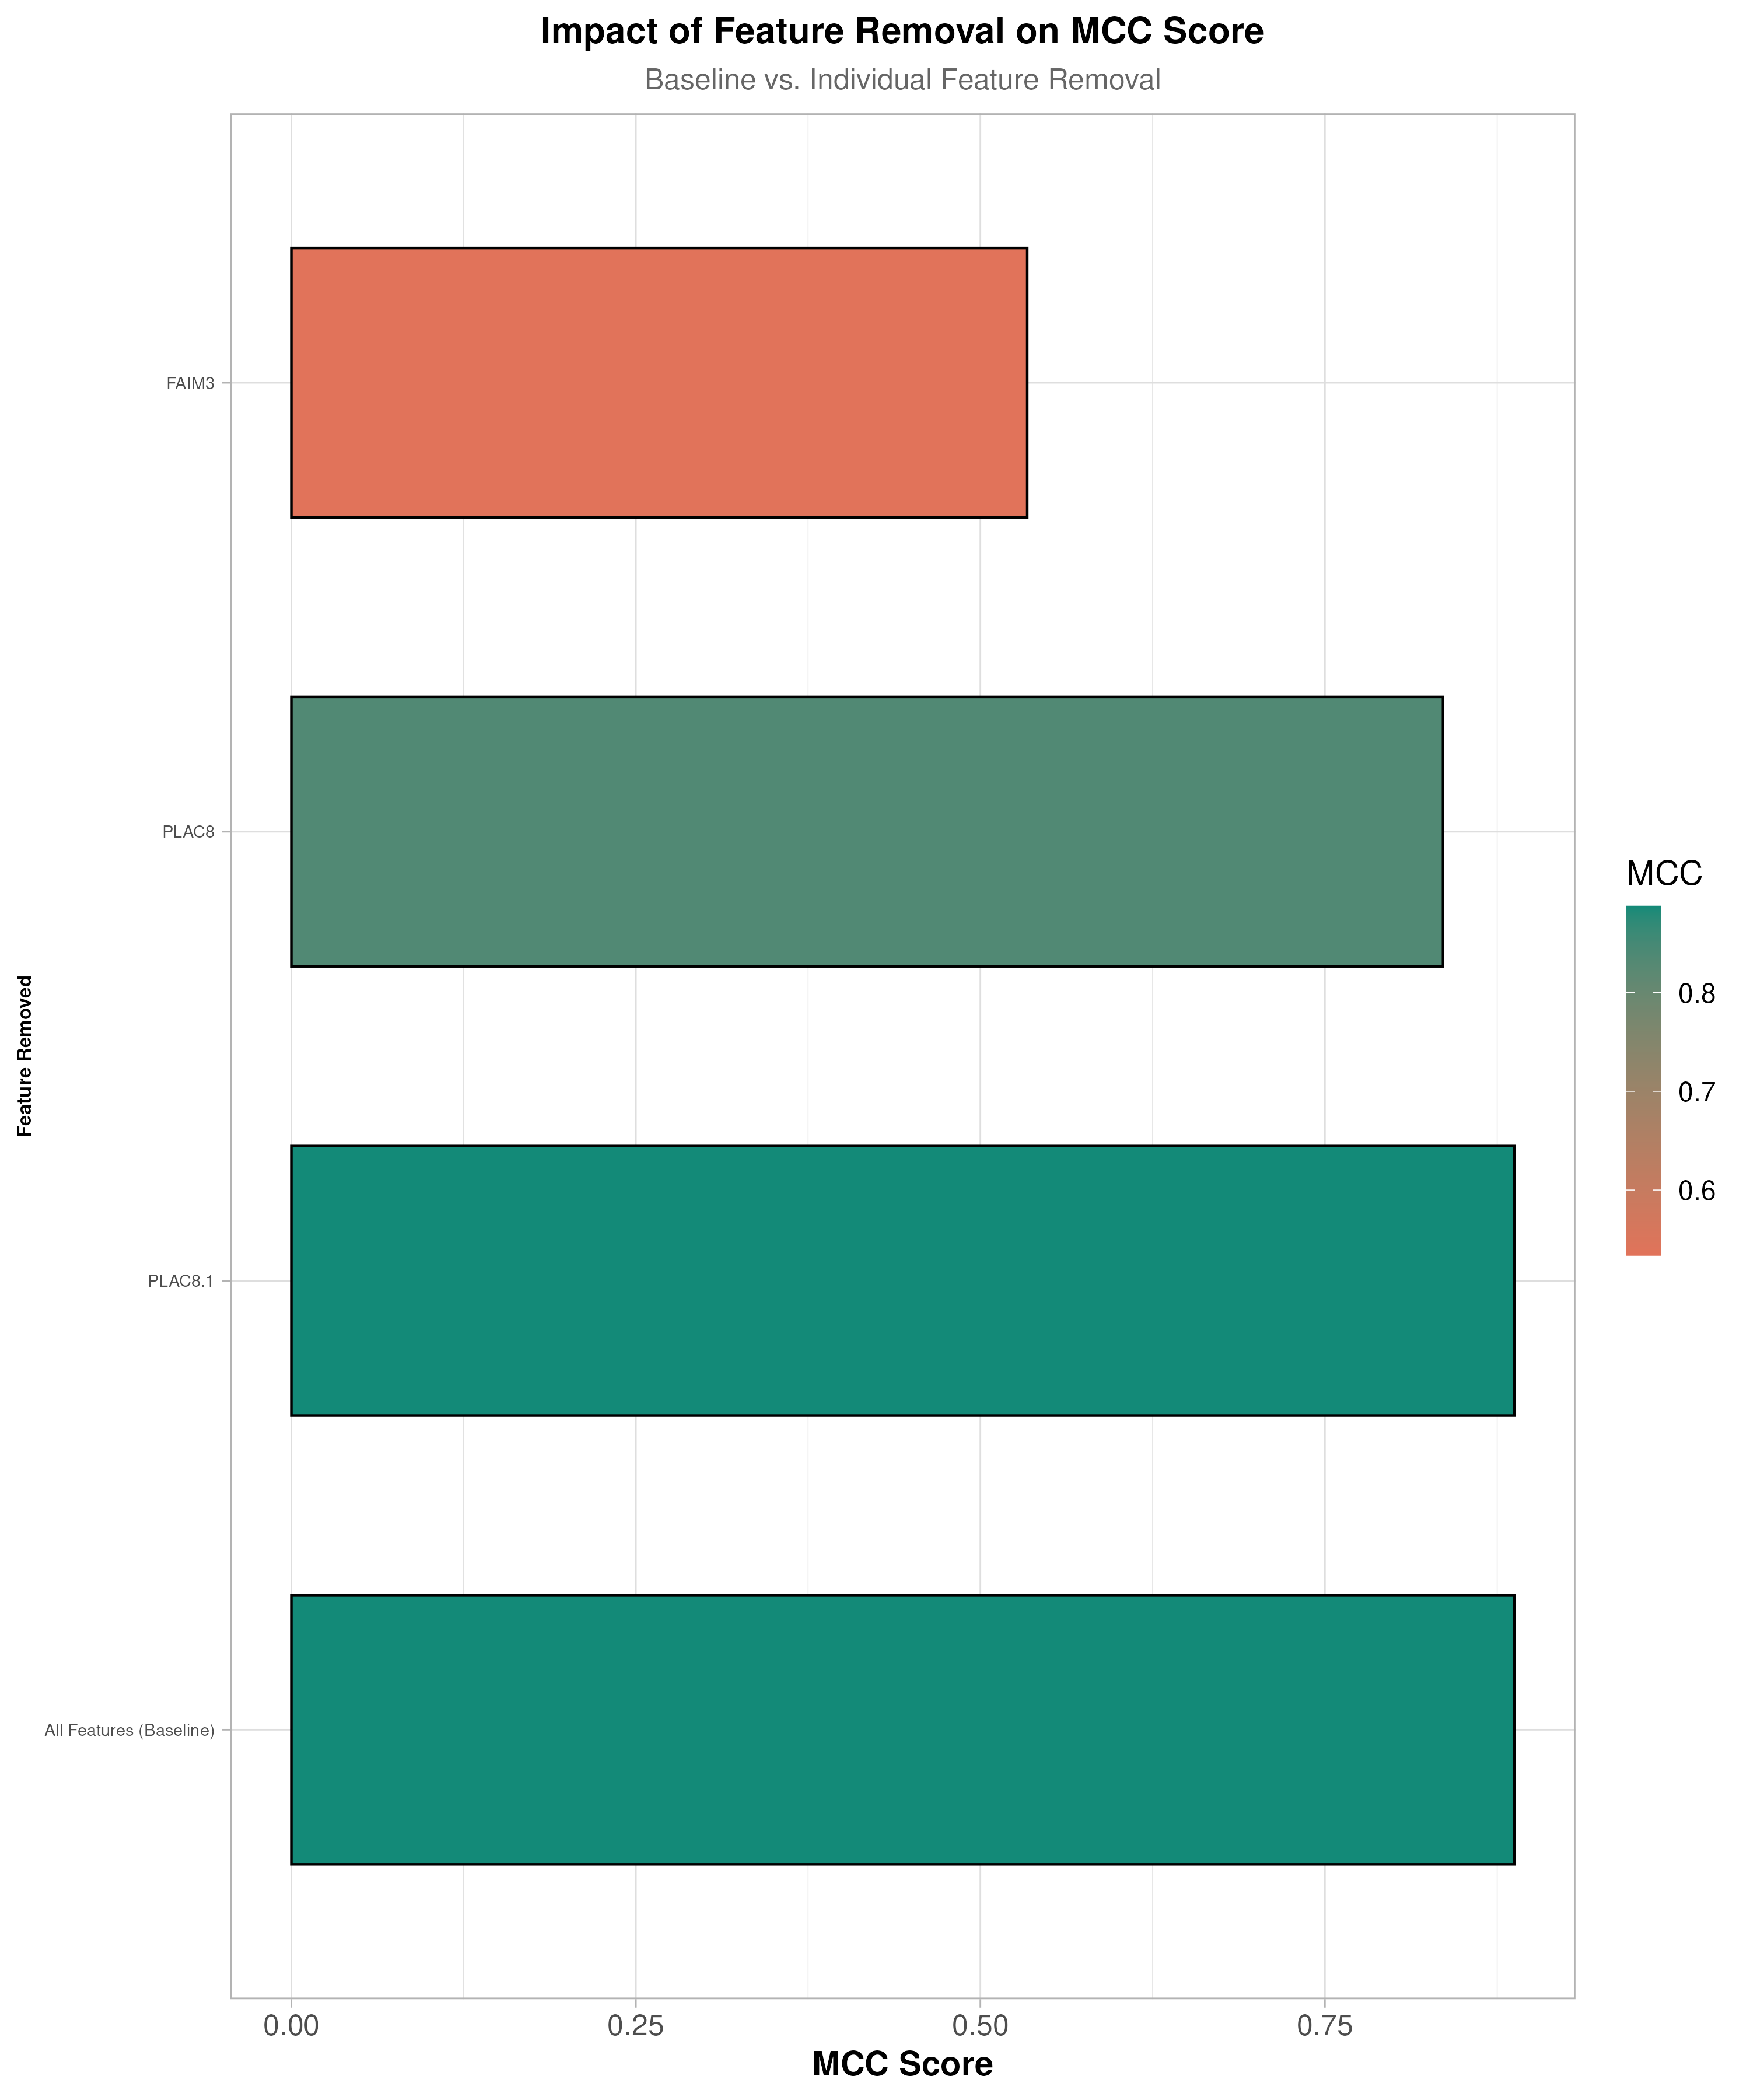 Impact of Feature Removal on MCC Score
Baseline vs. Individual Feature Removal
Feature Removed
FAIM3
PLAC8
PLAC8.1
All Features (Baseline)
0.00
0.25
0.50
0.75
MCC Score
MCC
0.8
0.7
0.6